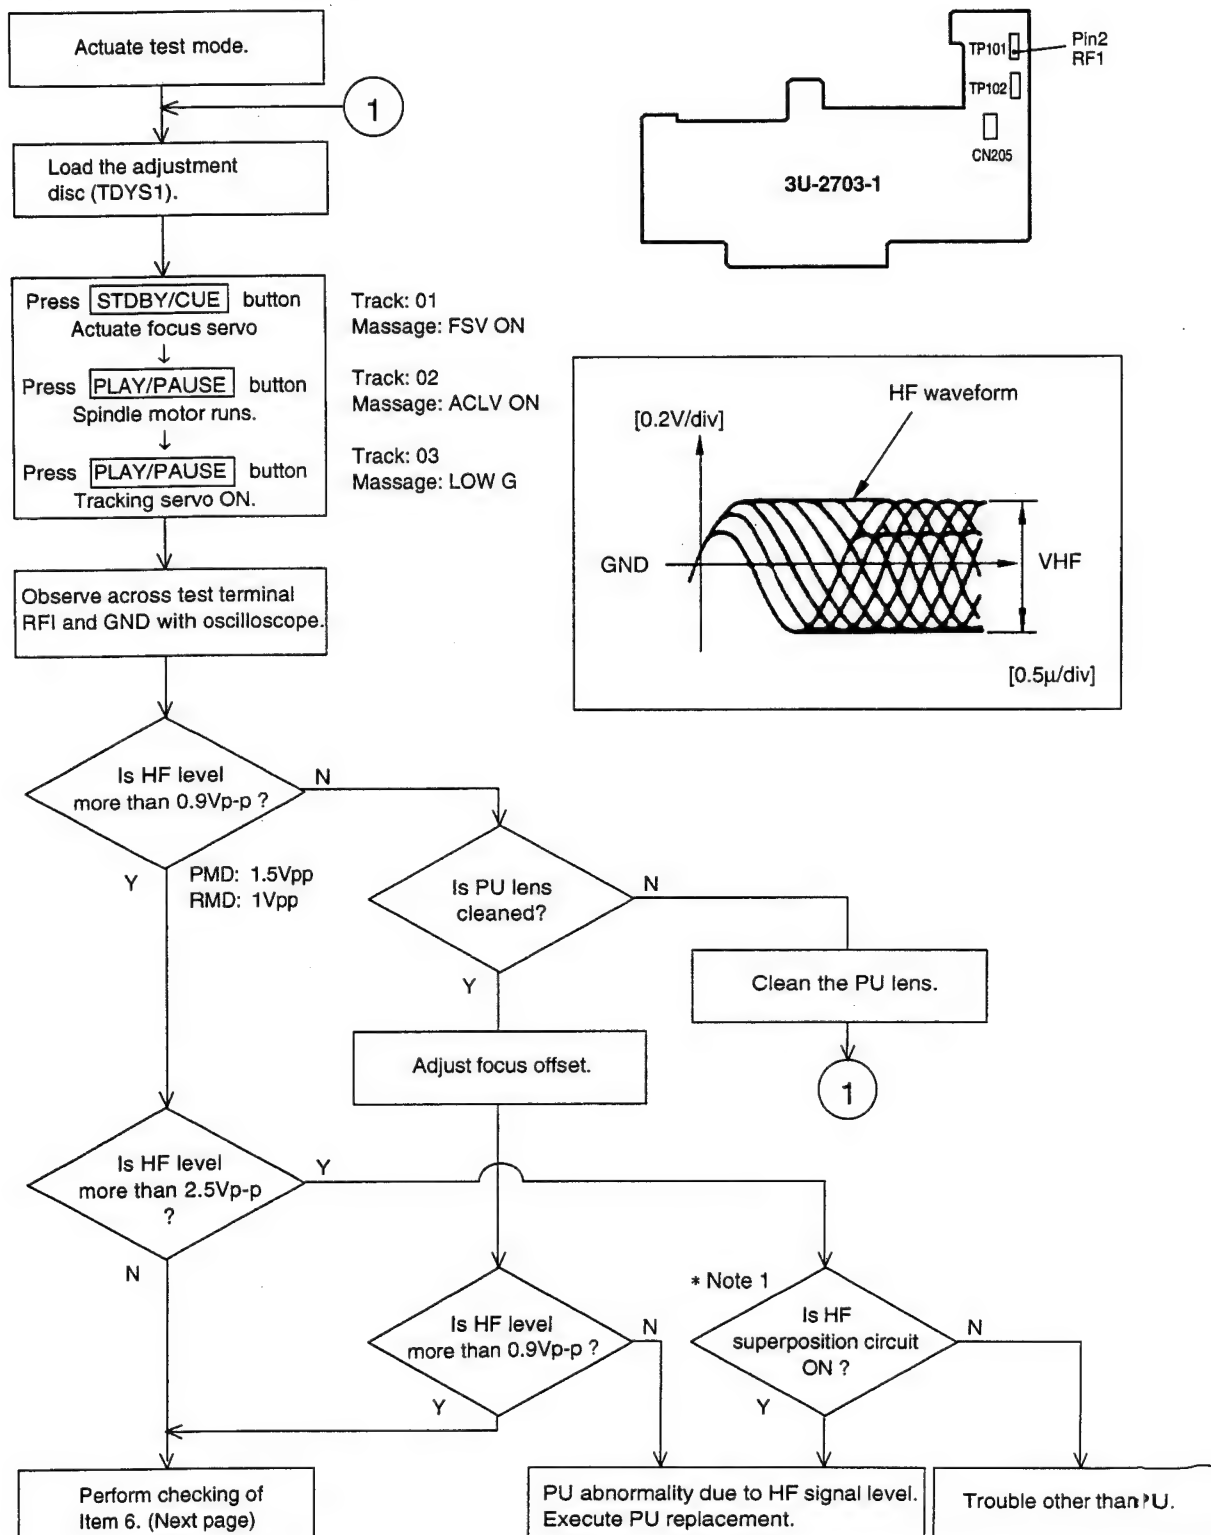 Actuate test mode.
1
Load the adjustment
disc (TDYS1).
Press STDBY/CUE button
Actuate focus servo
↓
Press PLAY/PAUSE button
Spindle motor runs.
↓
Press PLAY/PAUSE button
Tracking servo ON.
Track: 01
Massage: FSV ON
Track: 02
Massage: ACLV ON
Track: 03
Massage: LOW G
TP101
Pin2
RF1
TP102
CN205
3U-2703-1
HF waveform
[0.2V/div]
GND
VHF
[0.5µ/div]
Observe across test terminal
RFI and GND with oscilloscope.
Is HF level
more than 0.9Vp-p ?
N
Y
PMD: 1.5Vpp
RMD: 1Vpp
Is PU lens
cleaned?
N
Y
Clean the PU lens.
1
Adjust focus offset.
Is HF level
more than 2.5Vp-p
?
Y
N
Is HF level
more than 0.9Vp-p ?
N
Y
* Note 1
Is HF
superposition circuit
ON ?
N
Y
Perform checking of
Item 6. (Next page)
PU abnormality due to HF signal level.
Execute PU replacement.
Trouble other than PU.